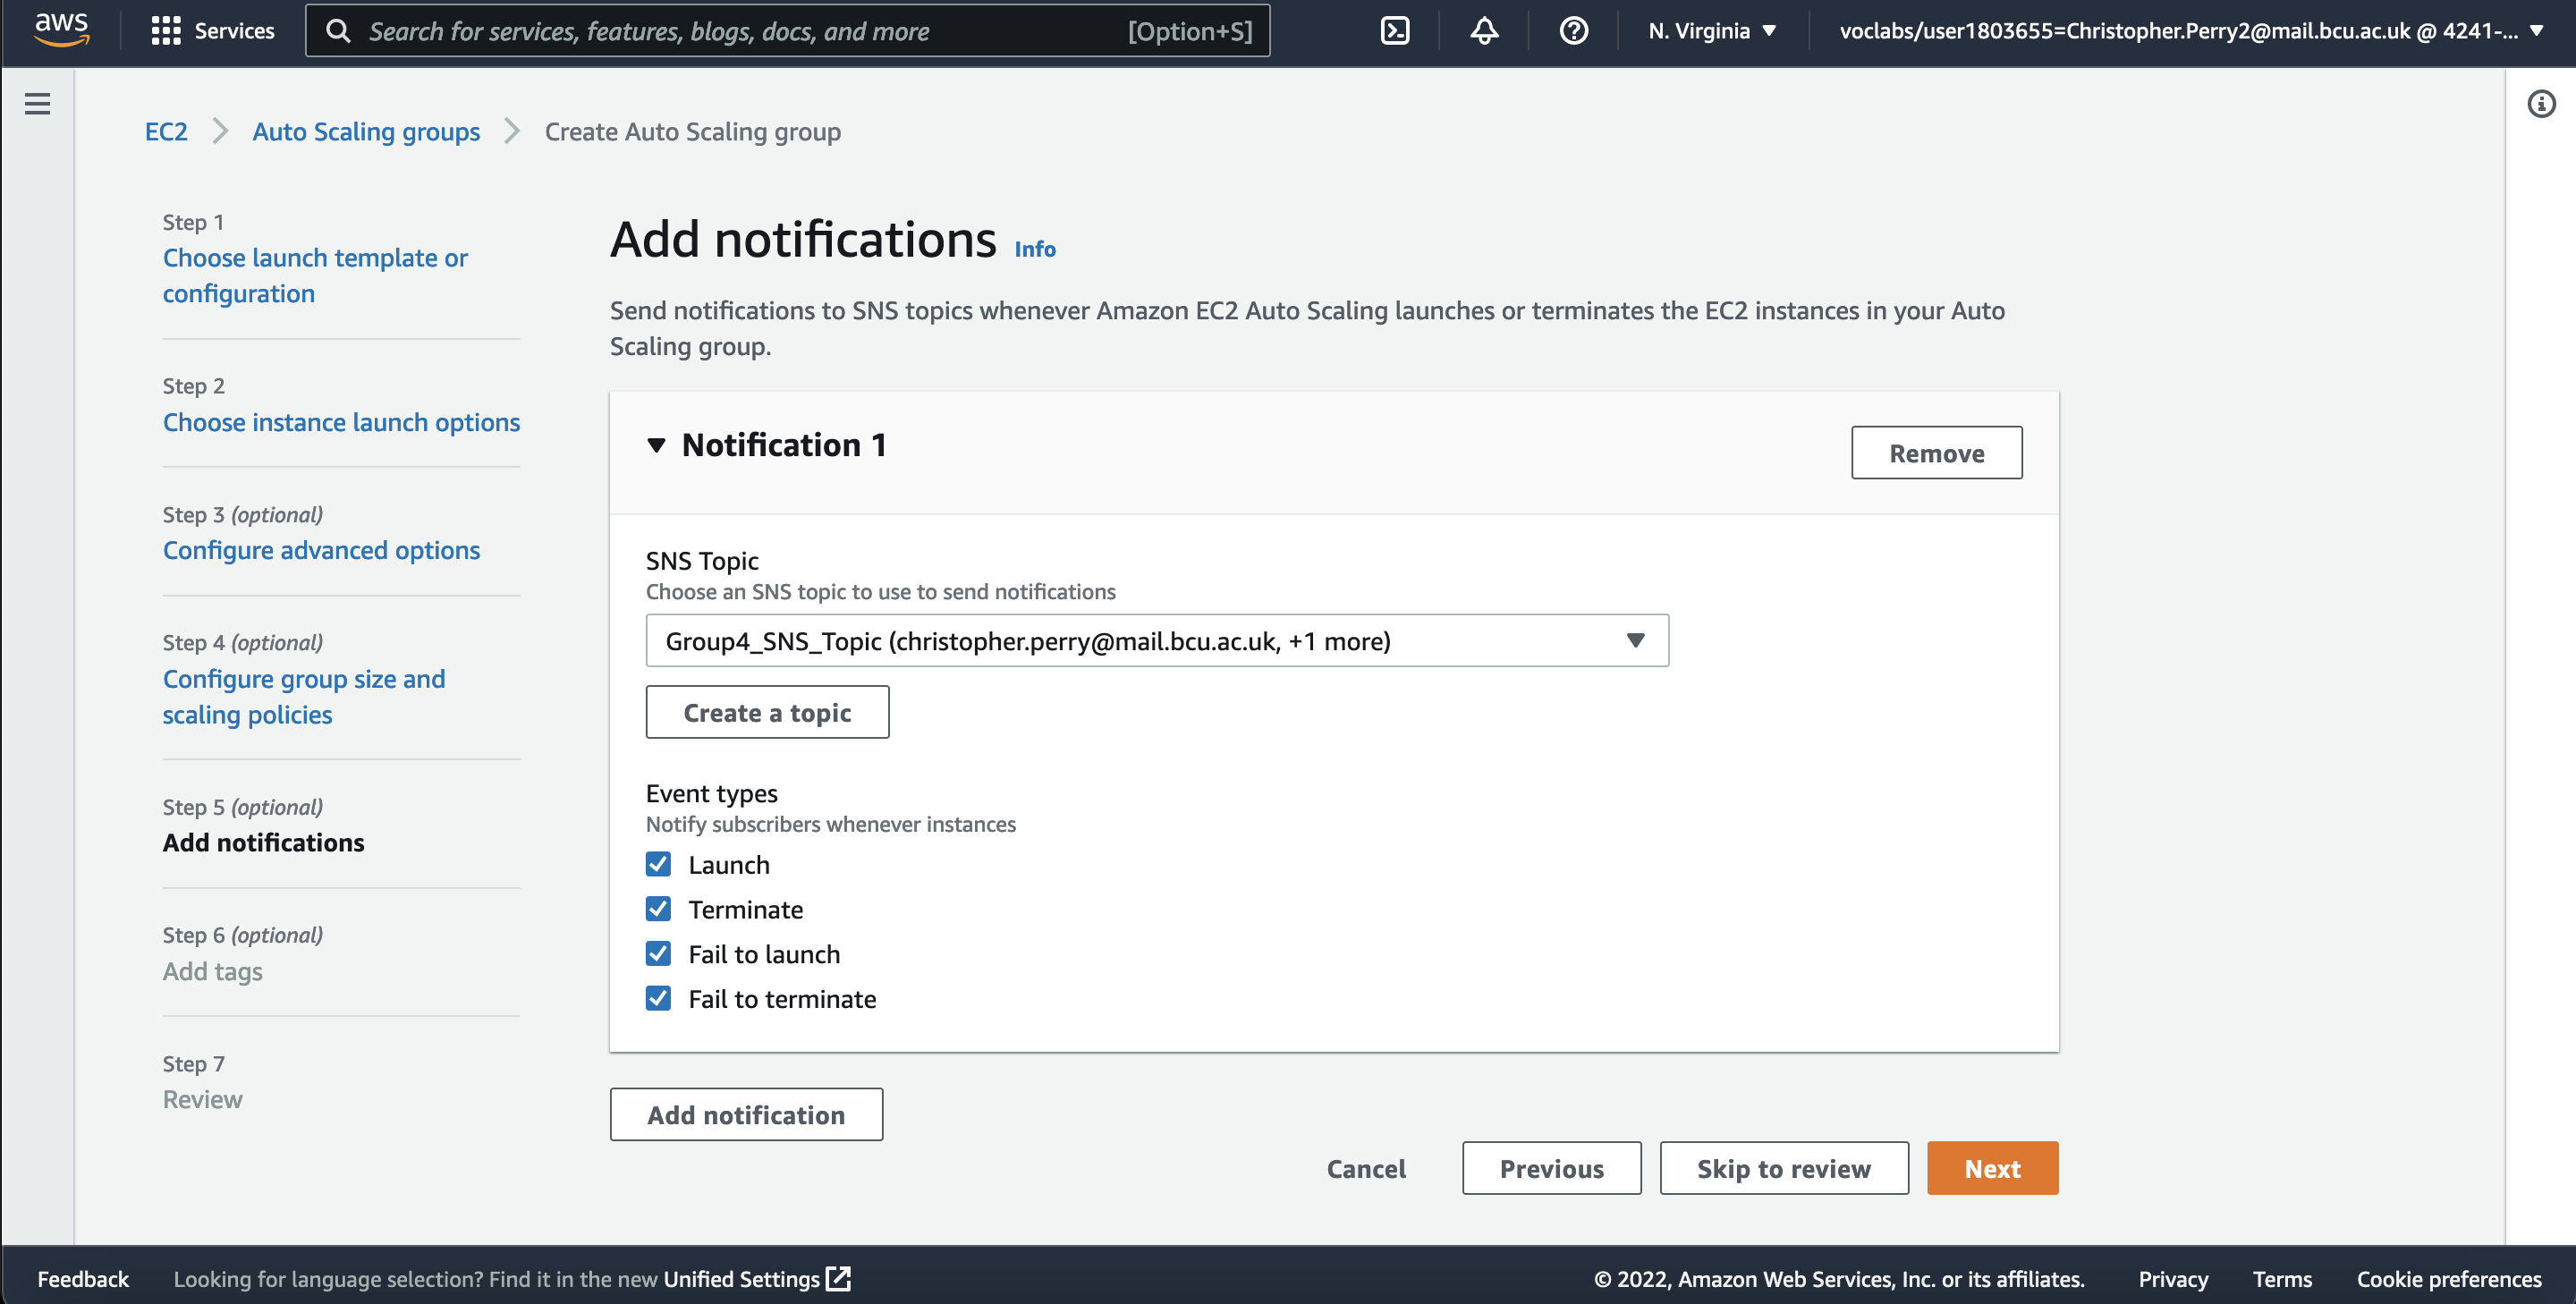 aws
Services
Search for services, features, blogs, docs, and more
[Option+S]
N. Virginia
voclabs/user1803655=Christopher.Perry2@mail.bcu.ac.uk @ 4241-...
EC2
Auto Scaling groups
Create Auto Scaling group
Step 1
Choose launch template or
configuration
Step 2
Choose instance launch options
Step 3 (optional)
Configure advanced options
Step 4 (optional)
Configure group size and
scaling policies
Step 5 (optional)
Add notifications
Step 6 (optional)
Add tags
Step 7
Review
Add notifications Info
Send notifications to SNS topics whenever Amazon EC2 Auto Scaling launches or terminates the EC2 instances in your Auto
Scaling group.
Notification 1
Remove
SNS Topic
Choose an SNS topic to use to send notifications
Group4_SNS_Topic (christopher.perry@mail.bcu.ac.uk, +1 more)
Create a topic
Event types
Notify subscribers whenever instances
Launch
Terminate
Fail to launch
Fail to terminate
Add notification
Cancel
Previous
Skip to review
Next
Feedback
Looking for language selection? Find it in the new Unified Settings
© 2022, Amazon Web Services, Inc. or its affiliates.
Privacy
Terms
Cookie preferences